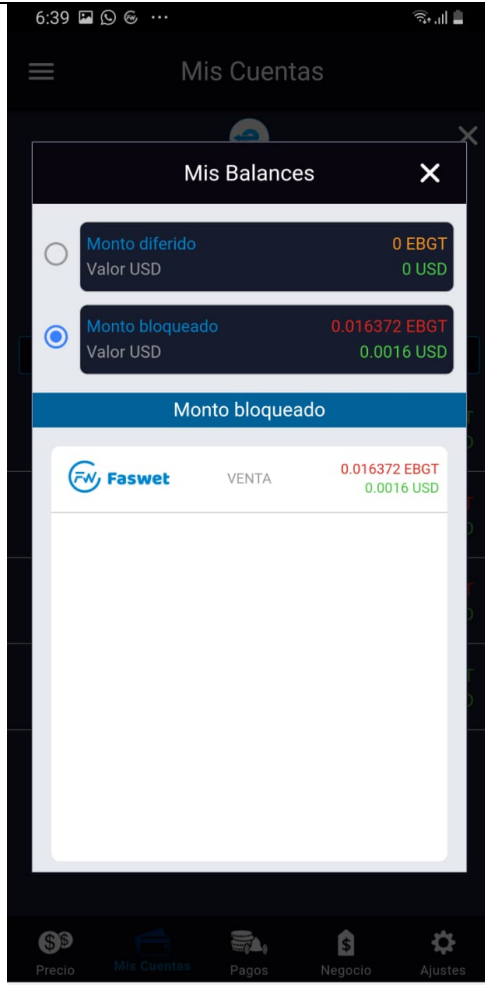 6:39
Mis Cuentas
Mis Balances
Monto diferido 0 EBGT
Valor USD 0 USD
Monto bloqueado 0.016372 EBGT
Valor USD 0.0016 USD
Monto bloqueado
FW Faswet VENTA 0.016372 EBGT
0.0016 USD
Precio Mis Cuentas Pagos Negocio Ajustes